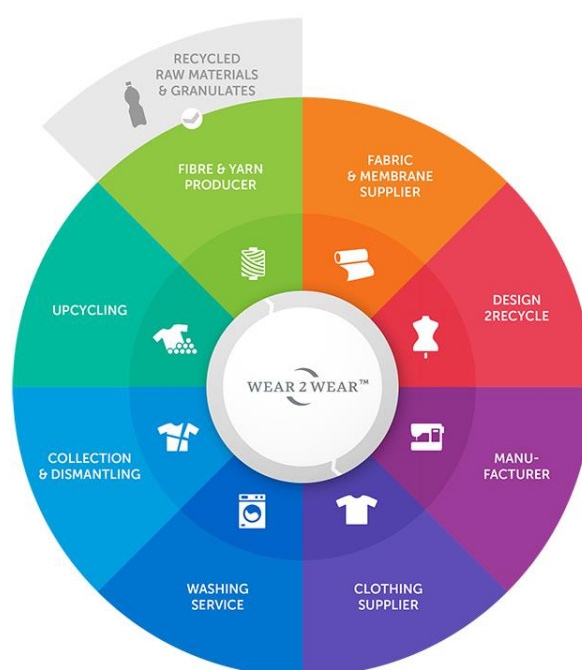 RECYCLED
RAW MATERIALS
& GRANULATES
FIBRE & YARN
PRODUCER
FABRIC
& MEMBRANE
SUPPLIER
DESIGN
2RECYCLE
MANU-
FACTURER
CLOTHING
SUPPLIER
WASHING
SERVICE
COLLECTION
& DISMANTLING
UPCYCLING
WEAR 2 WEAR™